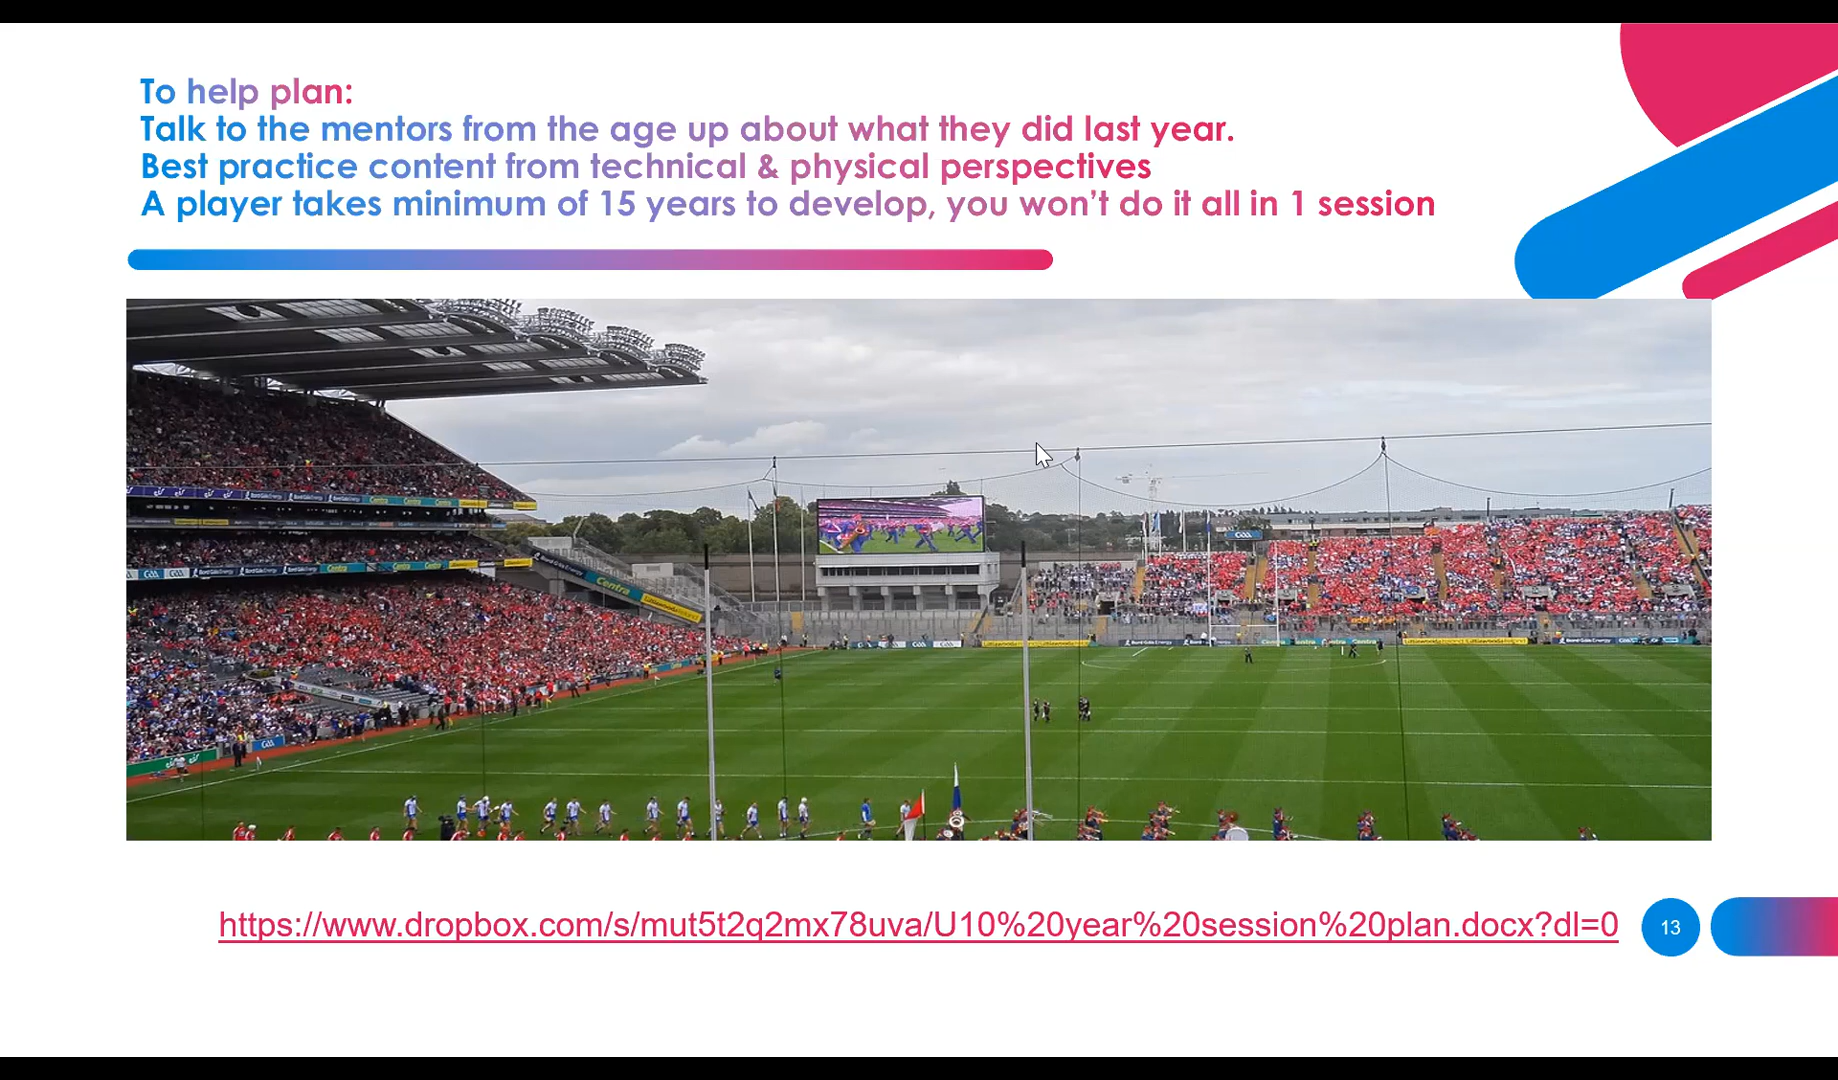 To help plan:
Talk to the mentors from the age up about what they did last year.
Best practice content from technical & physical perspectives
A player takes minimum of 15 years to develop, you won't do it all in 1 session
Centra
GAA
https://www.dropbox.com/s/mut5t2q2mx78uva/U10%20year%20session%20plan.docx?dl=0
13